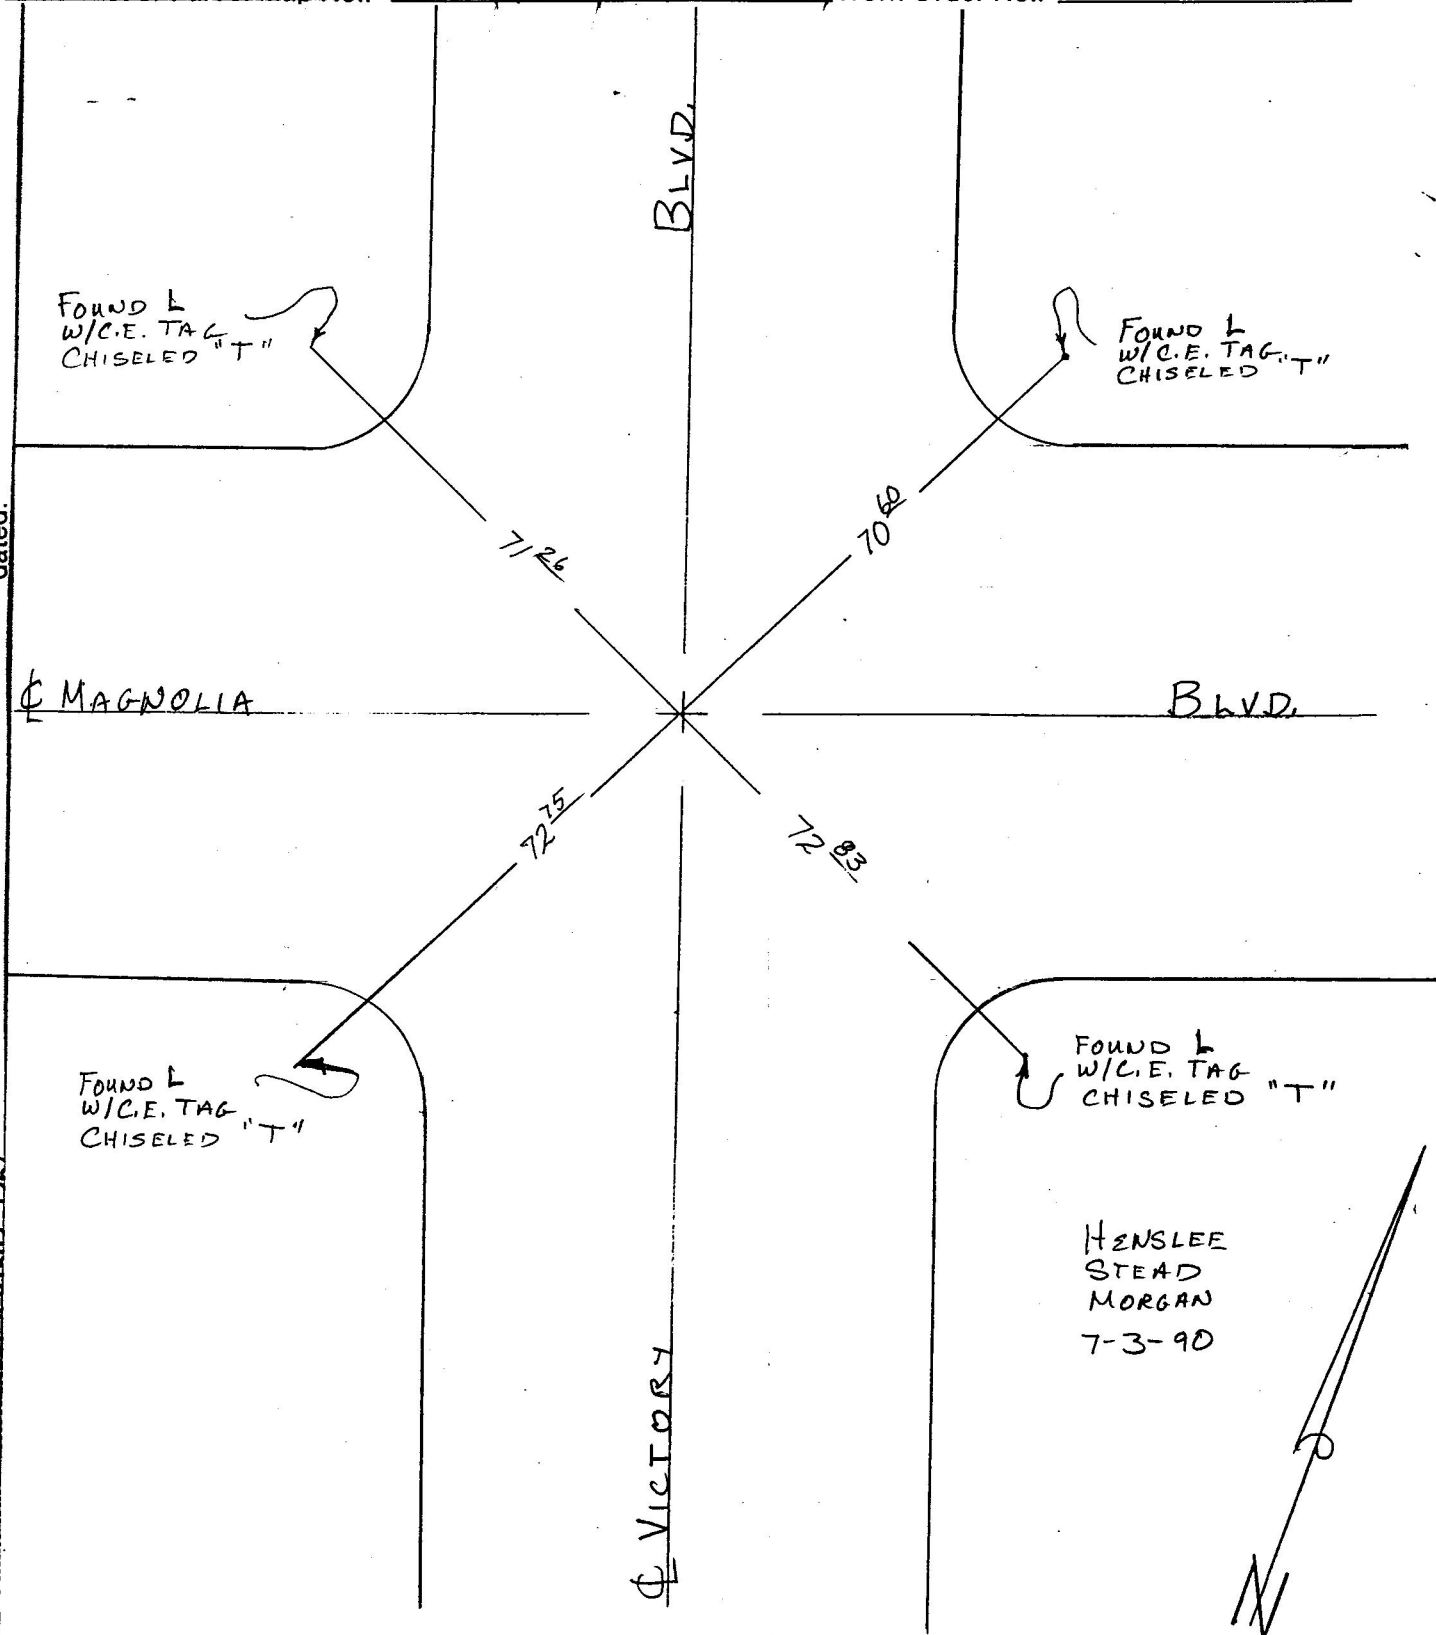 BLVD.
FOUND L
W/C.E. TAG
CHISELED "T"
FOUND L
W/C.E. TAG
CHISELED "T"
71 26
70 60
℄ MAGNOLIA
BLVD.
72 75
72 83
FOUND L
W/C.E. TAG
CHISELED "T"
FOUND L
W/C.E. TAG
CHISELED "T"
HENSLEE
STEAD
MORGAN
7-3-90
℄ VICTORY
N
dated.